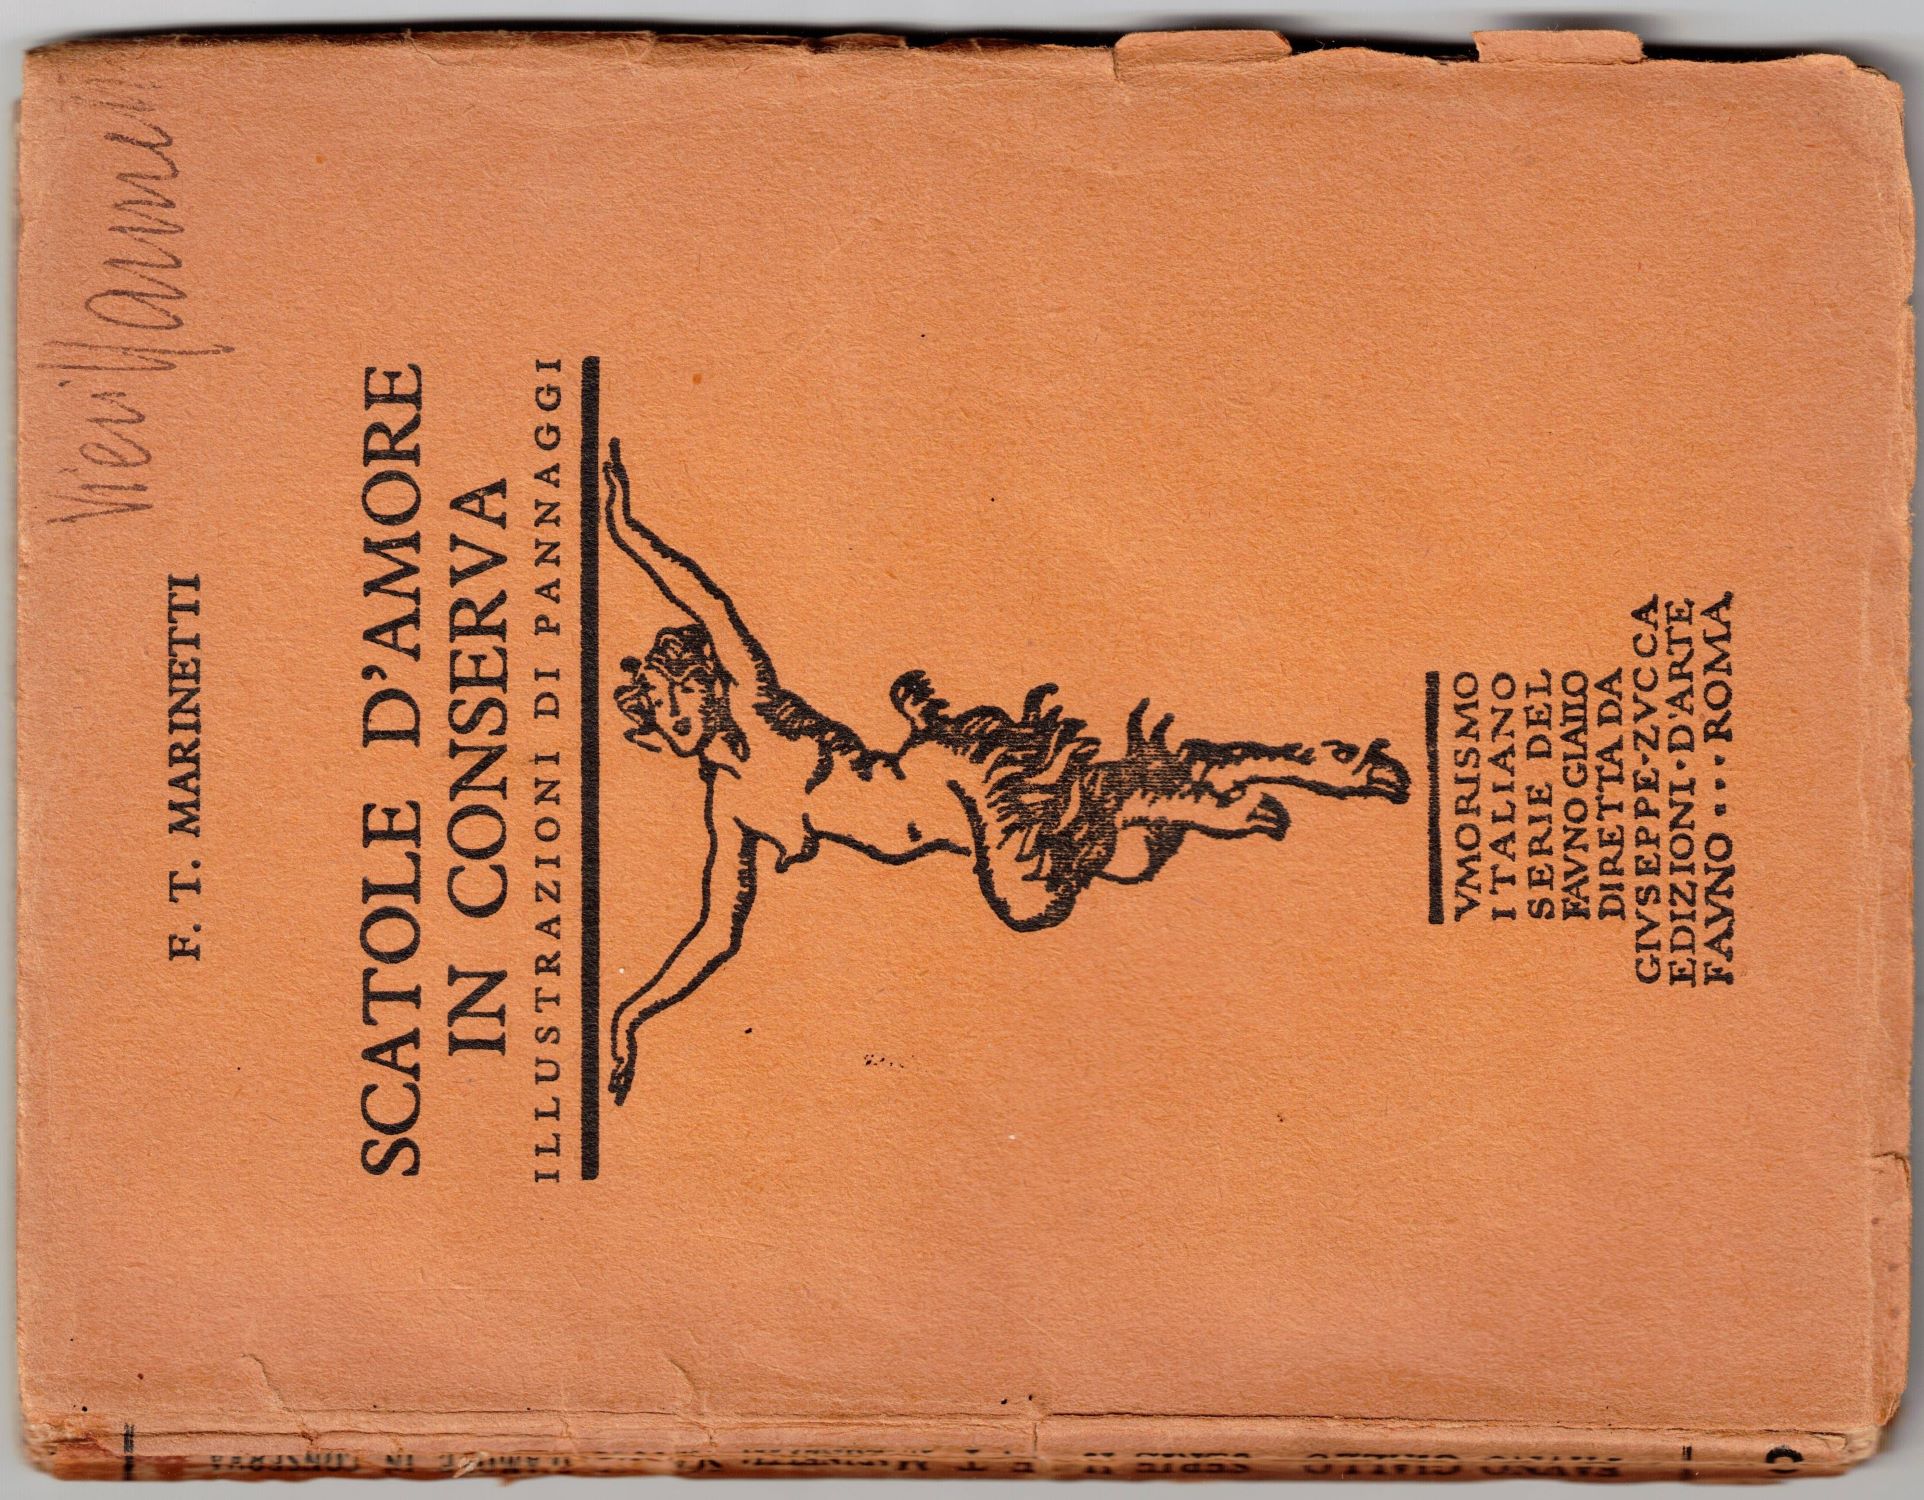 F. T. MARINETTI
SCATOLE D'AMORE
IN CONSERVA
ILLUSTRAZIONI DI PANNAGGI
VMORISMO
ITALIANO
SERIE DEL
FAVNO GIALLO
DIRETTA DA
GIVSEPPE·ZVCCA
EDIZIONI·D'ARTE
FAVNO...ROMA